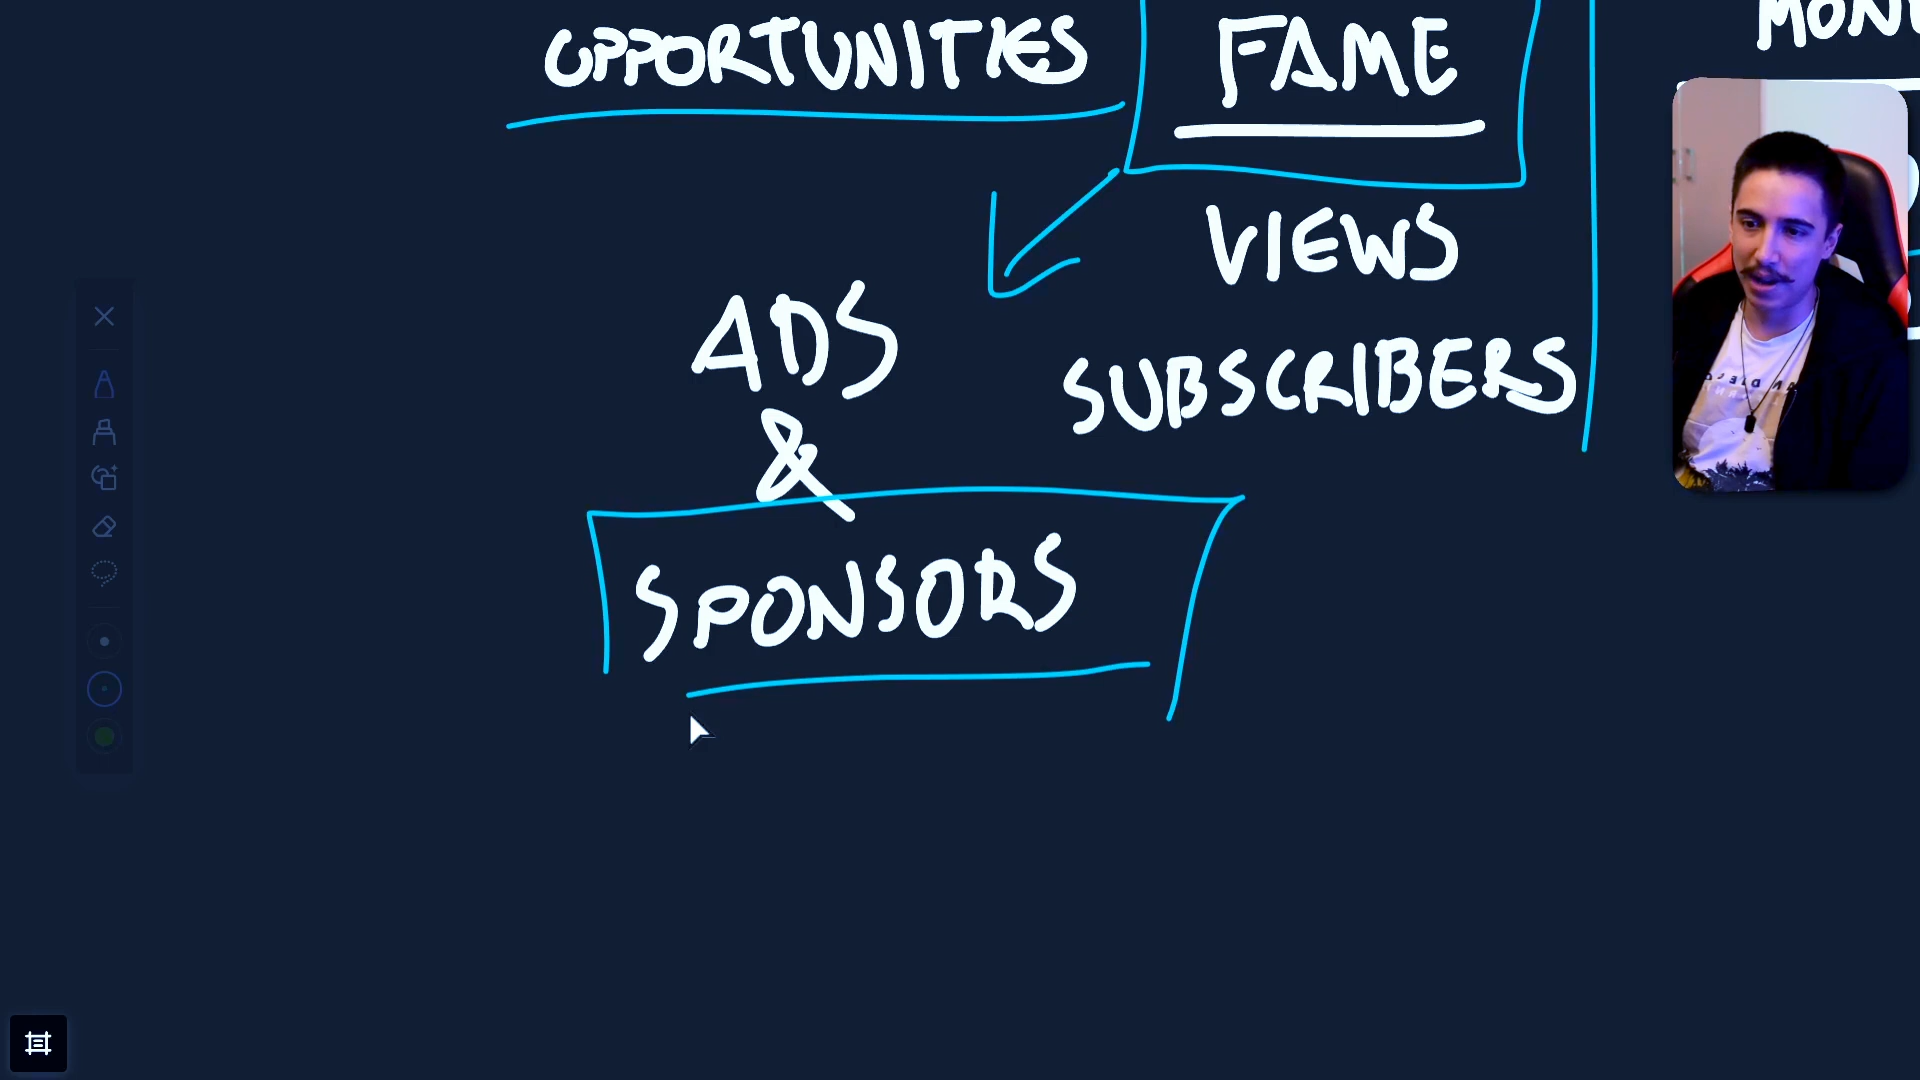 OPPORTUNITIES
FAME
VIEWS
SUBSCRIBERS
ADS
&
SPONSORS